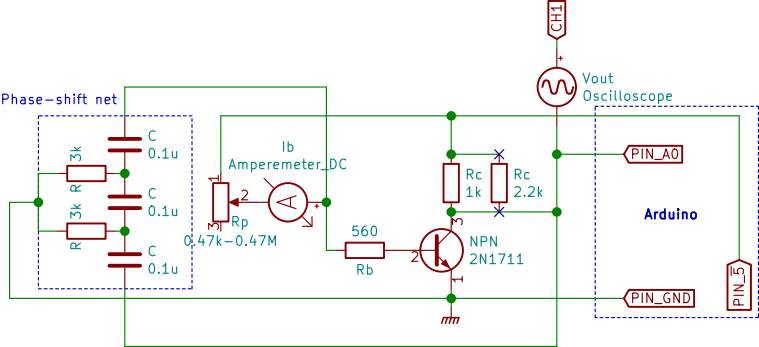 CH1
Vout
Oscilloscope
Phase-shift net
3k
R
C
0.1u
Ib
Amperemeter_DC
PIN_A0
3k
R
C
0.1u
1
2
A
+
Rp
3
0.47k-0.47M
Rc
1k
Rc
2.2k
Arduino
C
0.1u
560
Rb
3
2
NPN
2N1711
1
PIN_5
PIN_GND
+